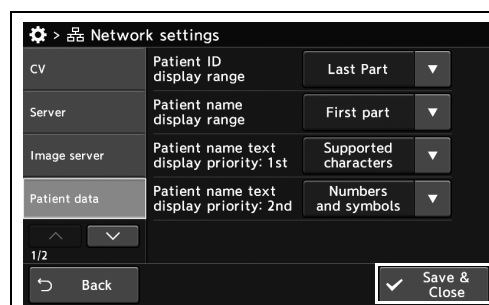 > Network settings
CV
Server
Image server
Patient data
1/2
Back
Patient ID
display range
Last Part
Patient name
display range
First part
Patient name text
display priority: 1st
Supported
characters
Patient name text
display priority: 2nd
Numbers
and symbols
Save &
Close